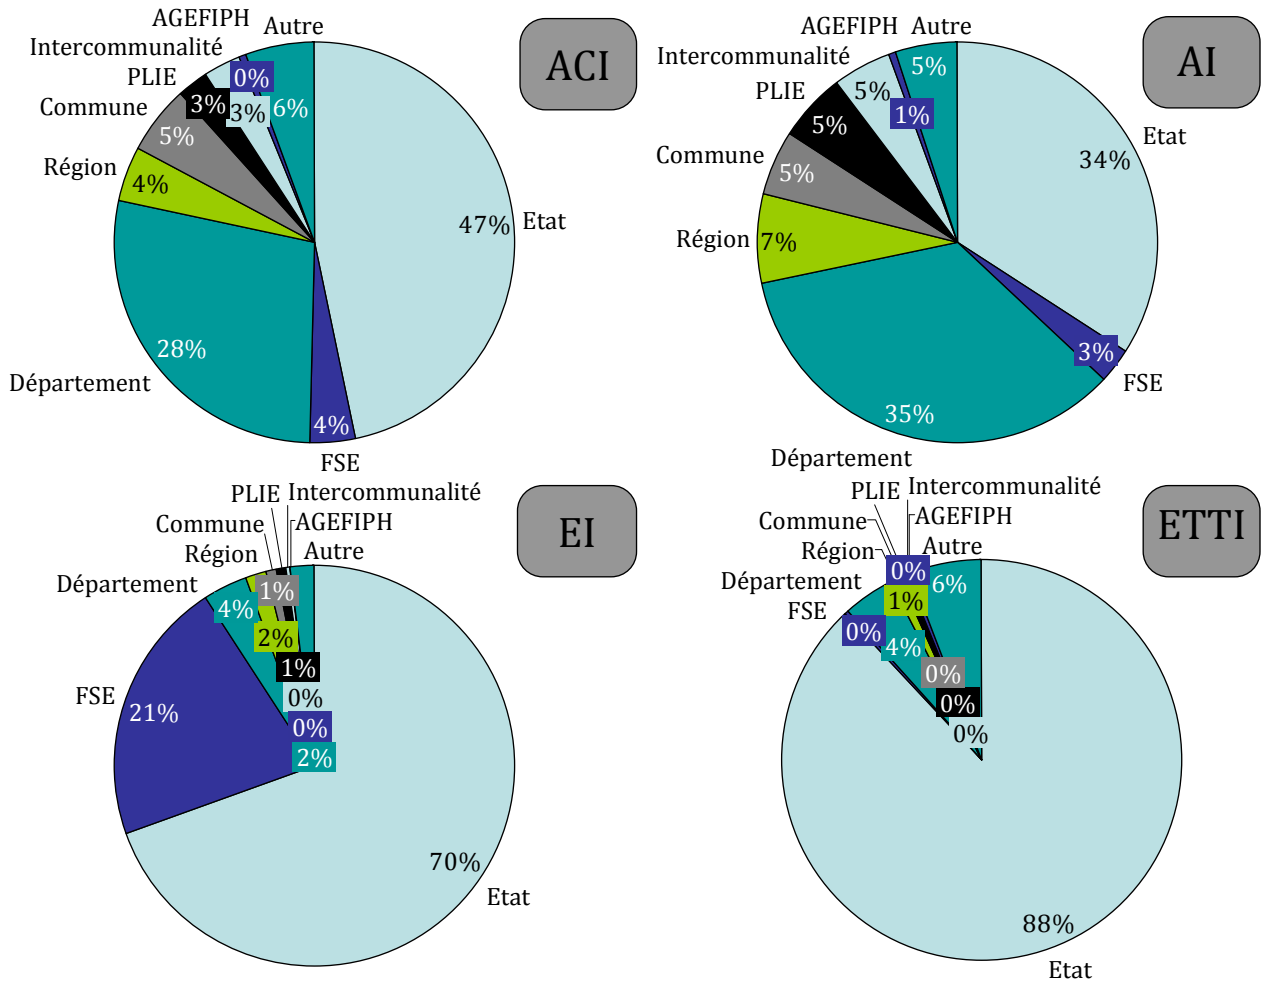 AGEFIPH
Autre
Intercommunalité
PLIE
Commune
Région
Département
FSE
Etat
0%
3%
3%
6%
5%
4%
28%
4%
47%
ACI
AGEFIPH
Autre
Intercommunalité
PLIE
Commune
Région
Département
FSE
Etat
5%
5%
1%
5%
5%
7%
35%
3%
34%
AI
PLIE
Intercommunalité
Commune
AGEFIPH
Région
Autre
Département
FSE
Etat
1%
4%
2%
1%
0%
0%
2%
21%
70%
EI
PLIE
Intercommunalité
Commune
AGEFIPH
Région
Autre
Département
FSE
Etat
0%
6%
1%
0%
4%
0%
0%
0%
88%
ETTI